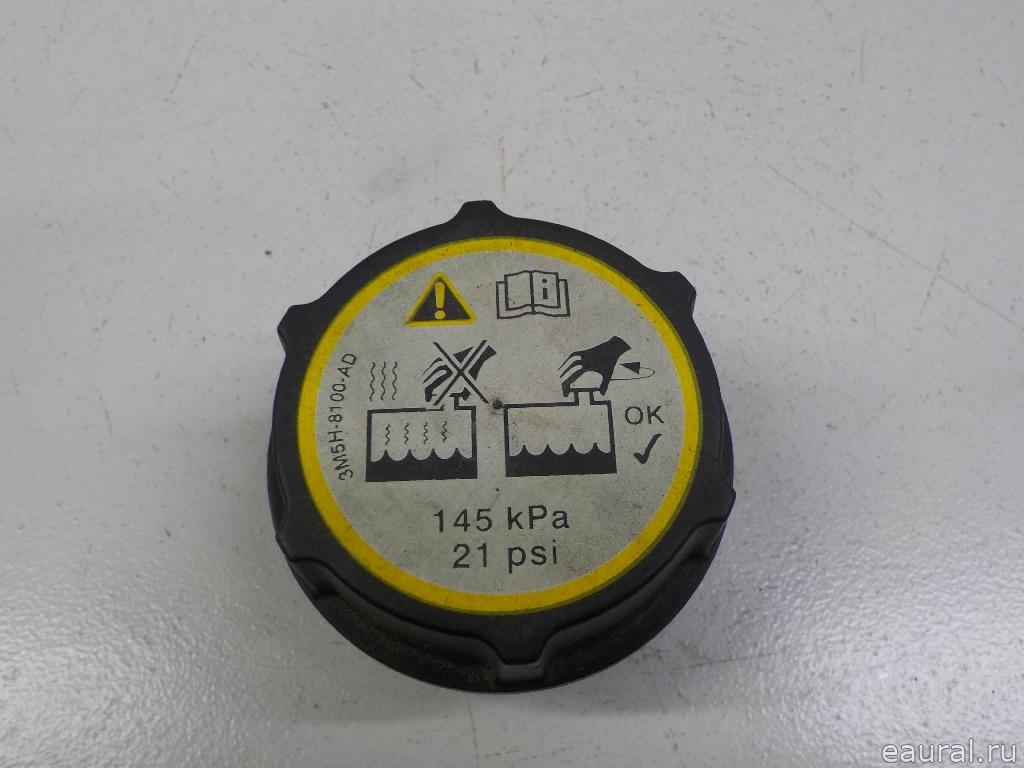 3M5H-8100-AD
OK
145 kPa
21 psi
eaural.ru